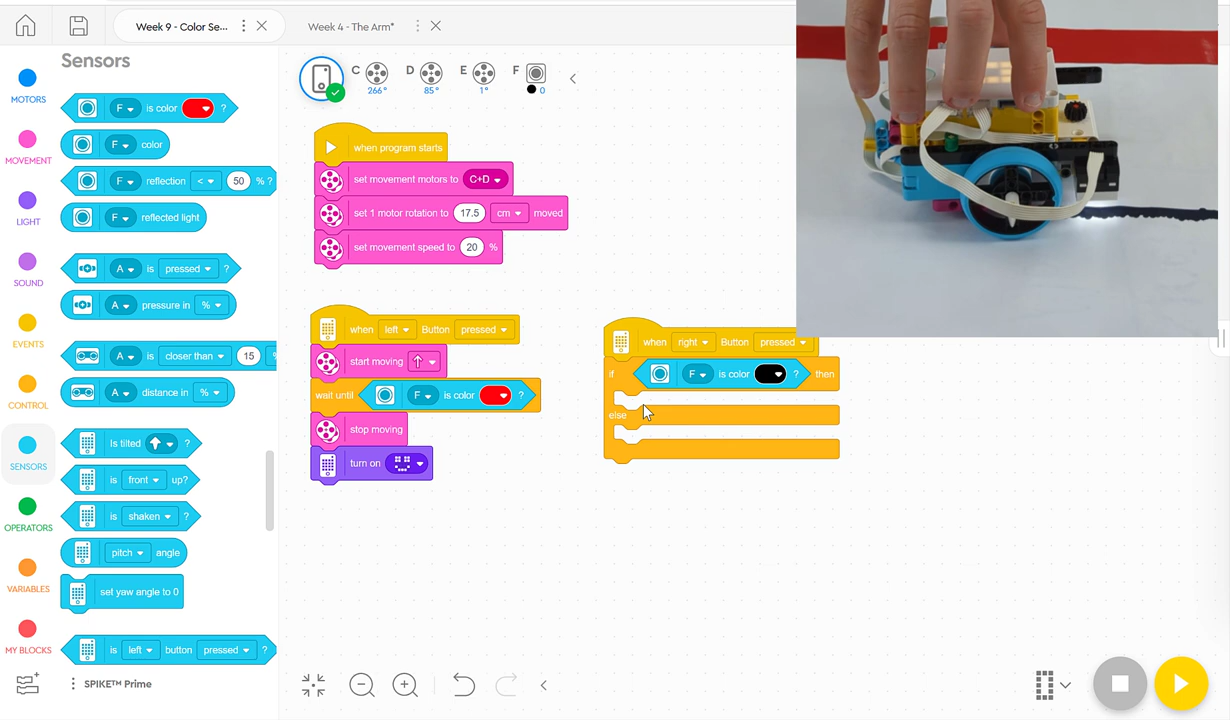 Week 9 - Color Se...
Week 4 - The Arm*
Sensors
MOTORS
MOVEMENT
LIGHT
SOUND
EVENTS
CONTROL
SENSORS
OPERATORS
VARIABLES
MY BLOCKS
F is color ?
F color
F reflection < 50 % ?
F reflected light
A is pressed ?
A pressure in %
A is closer than 15
A distance in %
Is tilted ?
is front up?
is shaken ?
pitch angle
set yaw angle to 0
is left button pressed ?
SPIKE™ Prime
C 266°
D 85°
E 1°
F 0
when program starts
set movement motors to C+D
set 1 motor rotation to 17.5 cm moved
set movement speed to 20 %
when left Button pressed
start moving
wait until F is color ?
stop moving
turn on
when right Button pressed
if F is color ? then
else